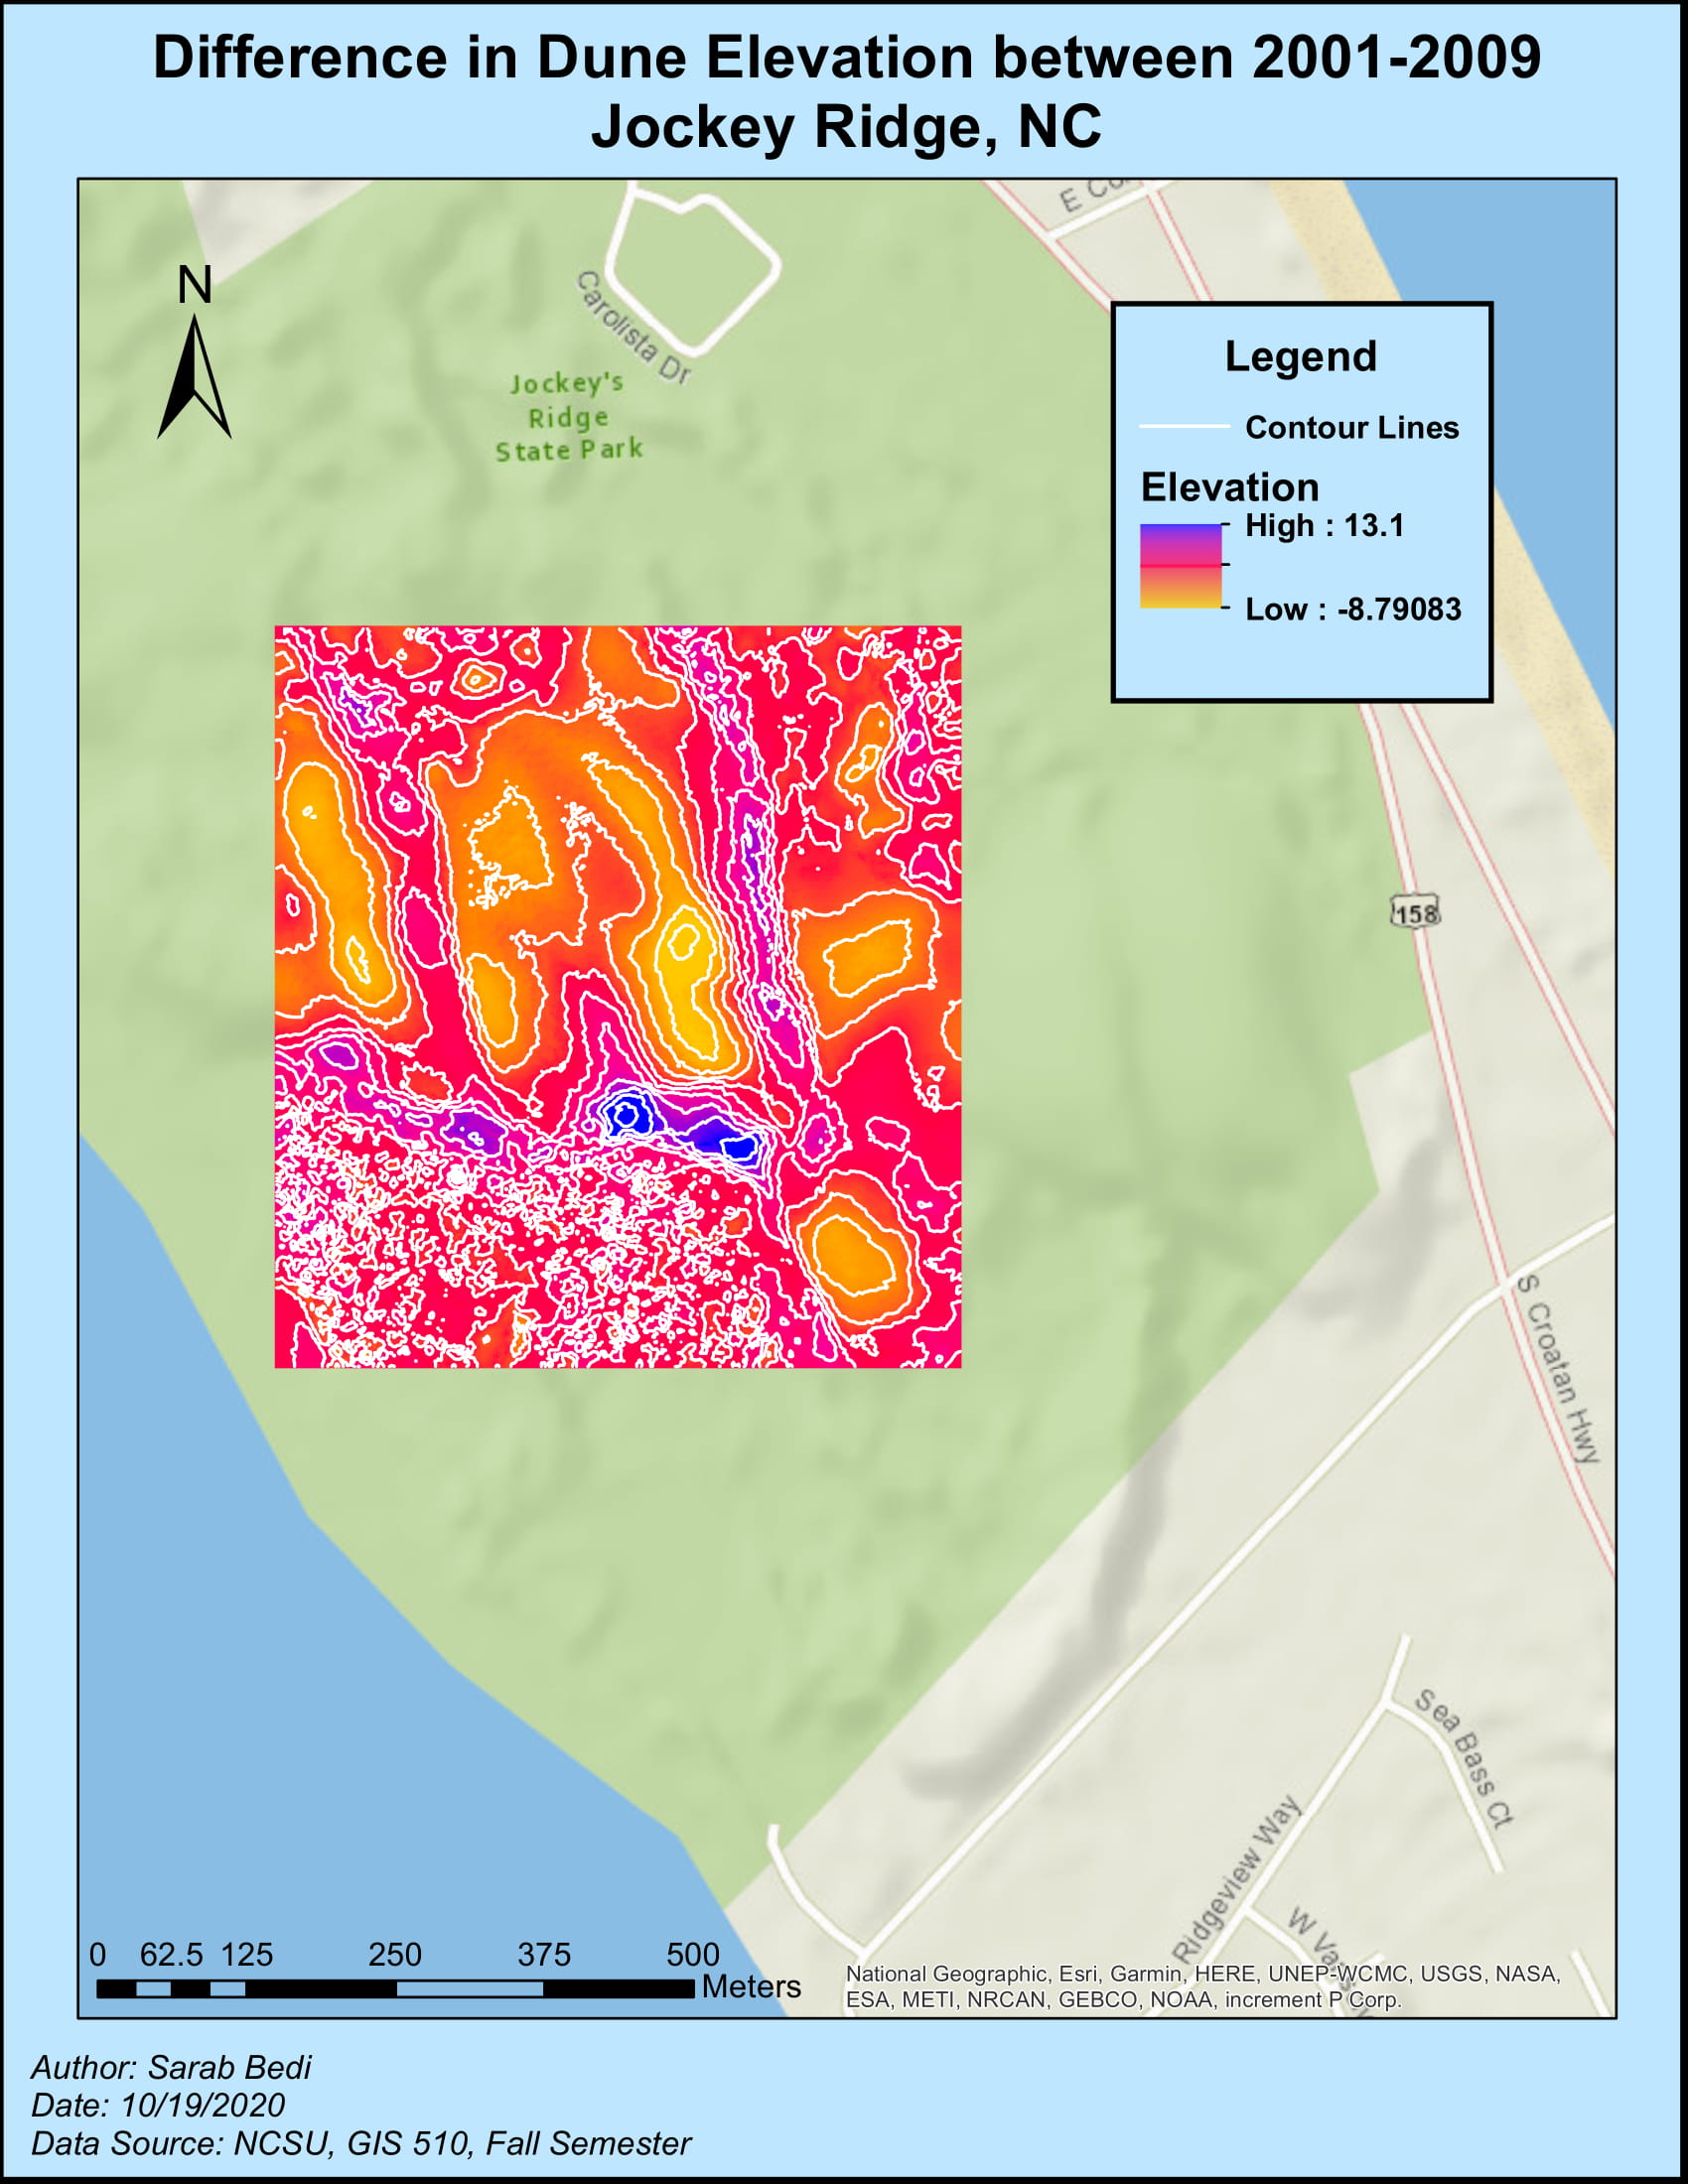 Difference in Dune Elevation between 2001-2009
Jockey Ridge, NC
E Co
N
Carolista Dr
Jockey's
Ridge
State Park
Legend
Contour Lines
Elevation
High : 13.1
Low : -8.79083
158
S Croatan Hwy
Sea Bass Ct
Ridgeview Way
W
0 62.5 125 250 375 500
Meters
National Geographic, Esri, Garmin, HERE, UNEP-WCMC, USGS, NASA,
ESA, METI, NRCAN, GEBCO, NOAA, increment P Corp.
Author: Sarab Bedi
Date: 10/19/2020
Data Source: NCSU, GIS 510, Fall Semester